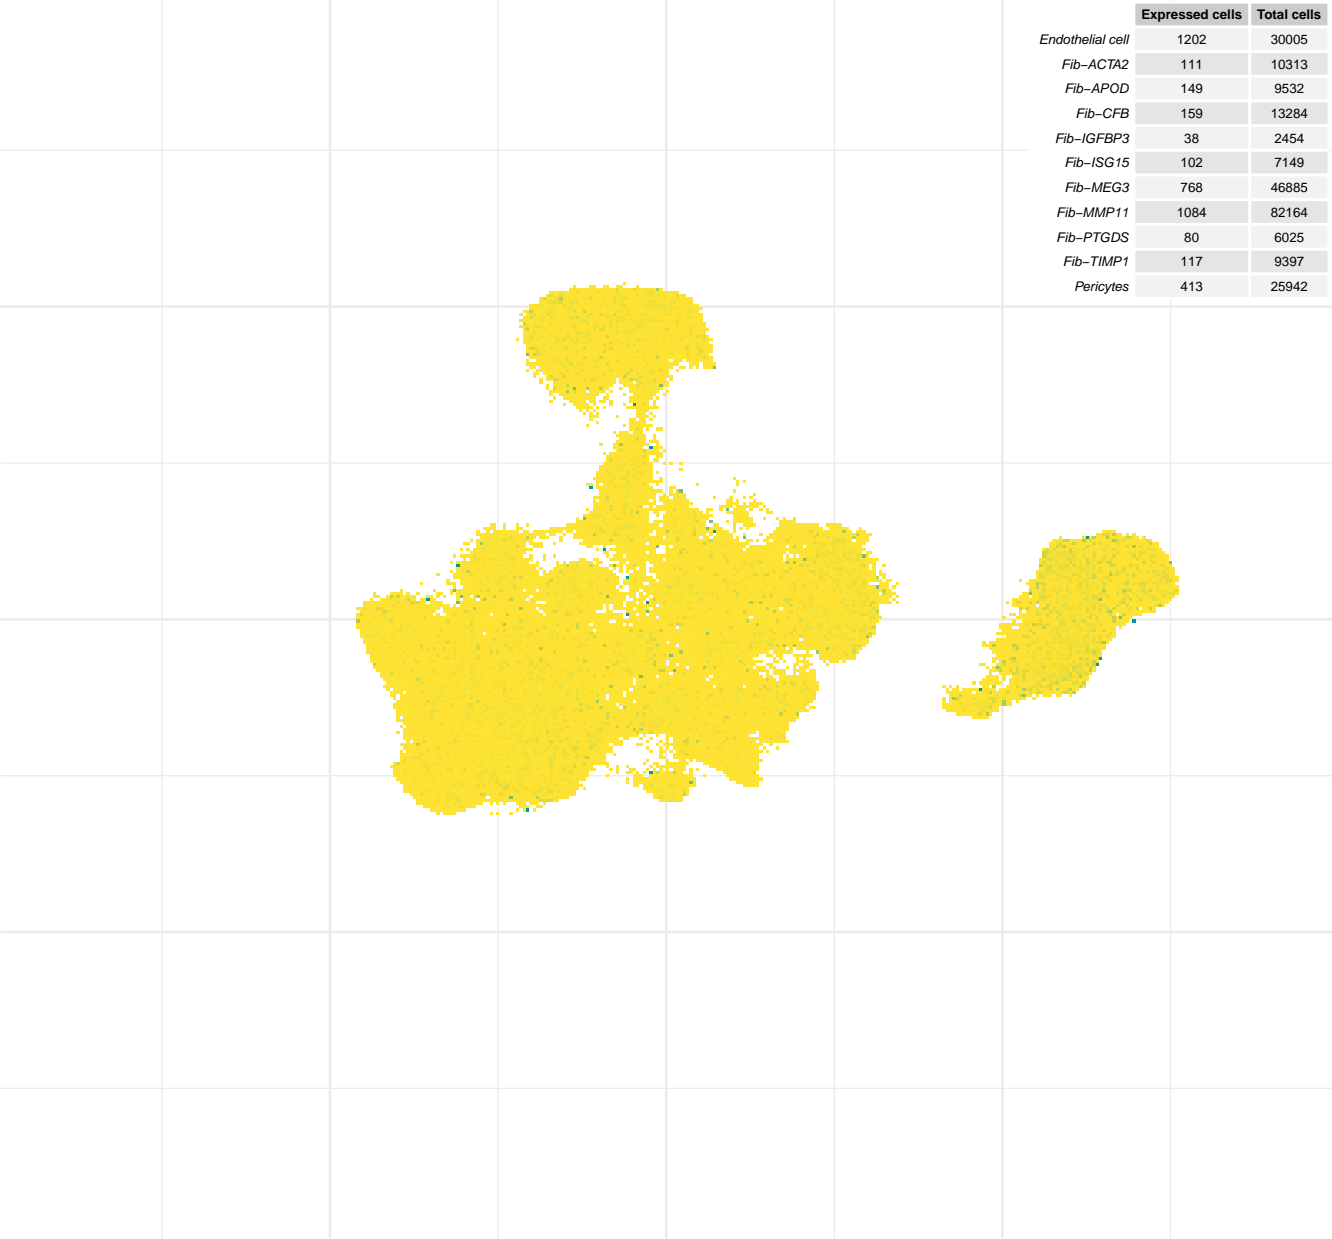 Expressed cells Total cells
Endothelial cell 1202 30005
Fib−ACTA2 111 10313
Fib−APOD 149 9532
Fib−CFB 159 13284
Fib−IGFBP3 38 2454
Fib−ISG15 102 7149
Fib−MEG3 768 46885
Fib−MMP11 1084 82164
Fib−PTGDS 80 6025
Fib−TIMP1 117 9397
Pericytes 413 25942